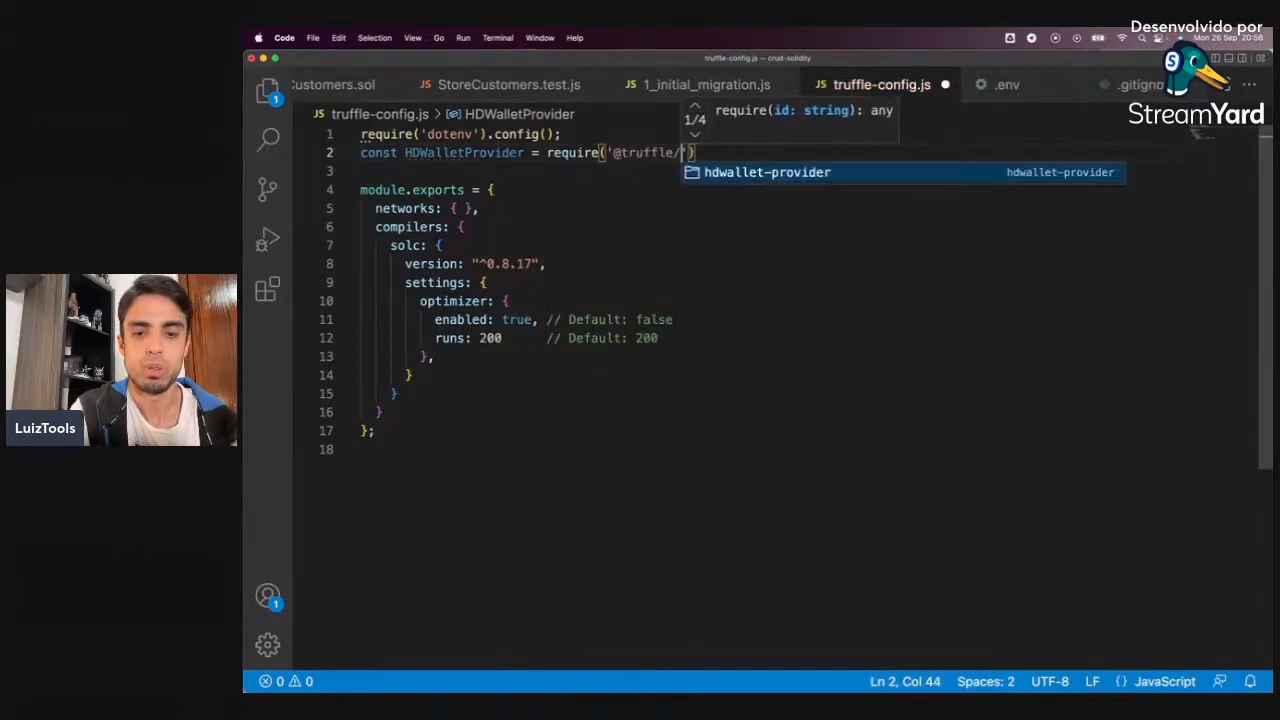 Desenvolvido por
StreamYard
Code File Edit Selection View Go Run Terminal Window Help
Mon 26 Sep 20:56
truffle-config.js — crud-solidity
Customers.sol JS StoreCustomers.test.js JS 1_initial_migration.js JS truffle-config.js .env .gitigno
JS truffle-config.js > HDWalletProvider
1/4 require(id: string): any
1 require('dotenv').config();
2 const HDWalletProvider = require('@truffle/')
hdwallet-provider hdwallet-provider
3
4 module.exports = {
5 networks: { },
6 compilers: {
7 solc: {
8 version: "^0.8.17",
9 settings: {
10 optimizer: {
11 enabled: true, // Default: false
12 runs: 200 // Default: 200
13 },
14 }
15 }
16 }
17 };
18
1
1
LuizTools
0 0 Ln 2, Col 44 Spaces: 2 UTF-8 LF {} JavaScript